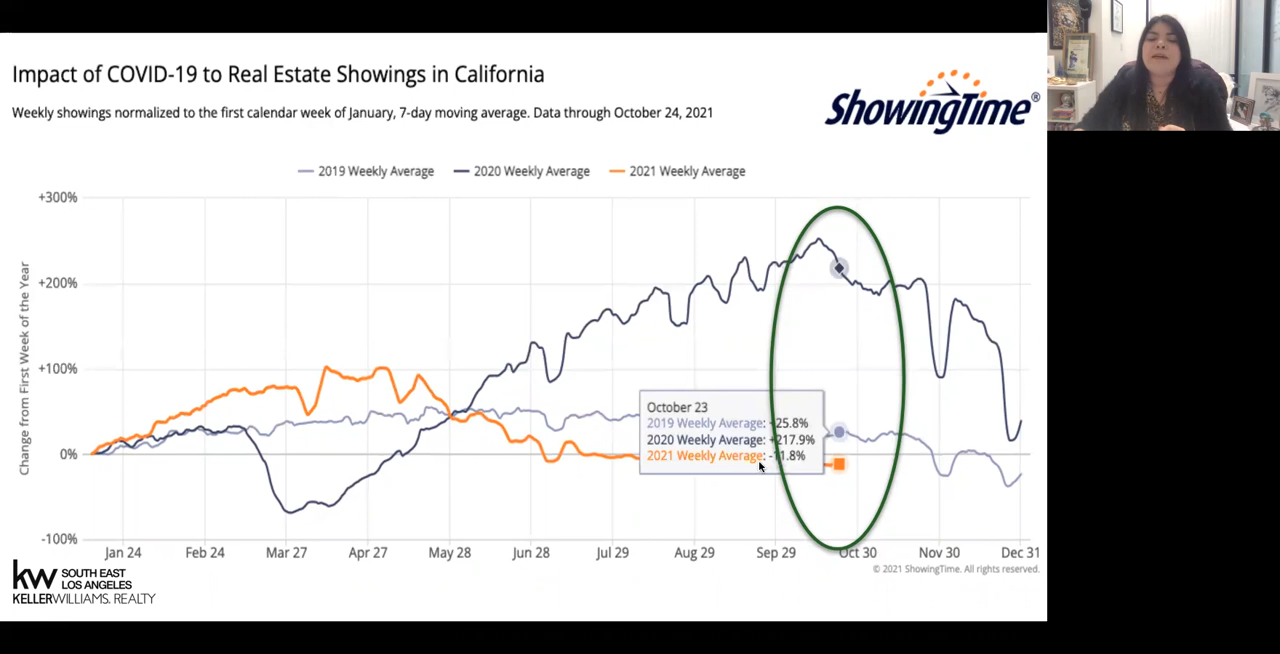 Impact of COVID-19 to Real Estate Showings in California
Weekly showings normalized to the first calendar week of January, 7-day moving average. Data through October 24, 2021
ShowingTime®
2019 Weekly Average
2020 Weekly Average
2021 Weekly Average
Change from First Week of the Year
+300%
+200%
+100%
0%
-100%
October 23
2019 Weekly Average: +25.8%
2020 Weekly Average: +217.9%
2021 Weekly Average: -11.8%
Jan 24
Feb 24
Mar 27
Apr 27
May 28
Jun 28
Jul 29
Aug 29
Sep 29
Oct 30
Nov 30
Dec 31
© 2021 ShowingTime. All rights reserved.
kw SOUTH EAST
LOS ANGELES
KELLERWILLIAMS. REALTY